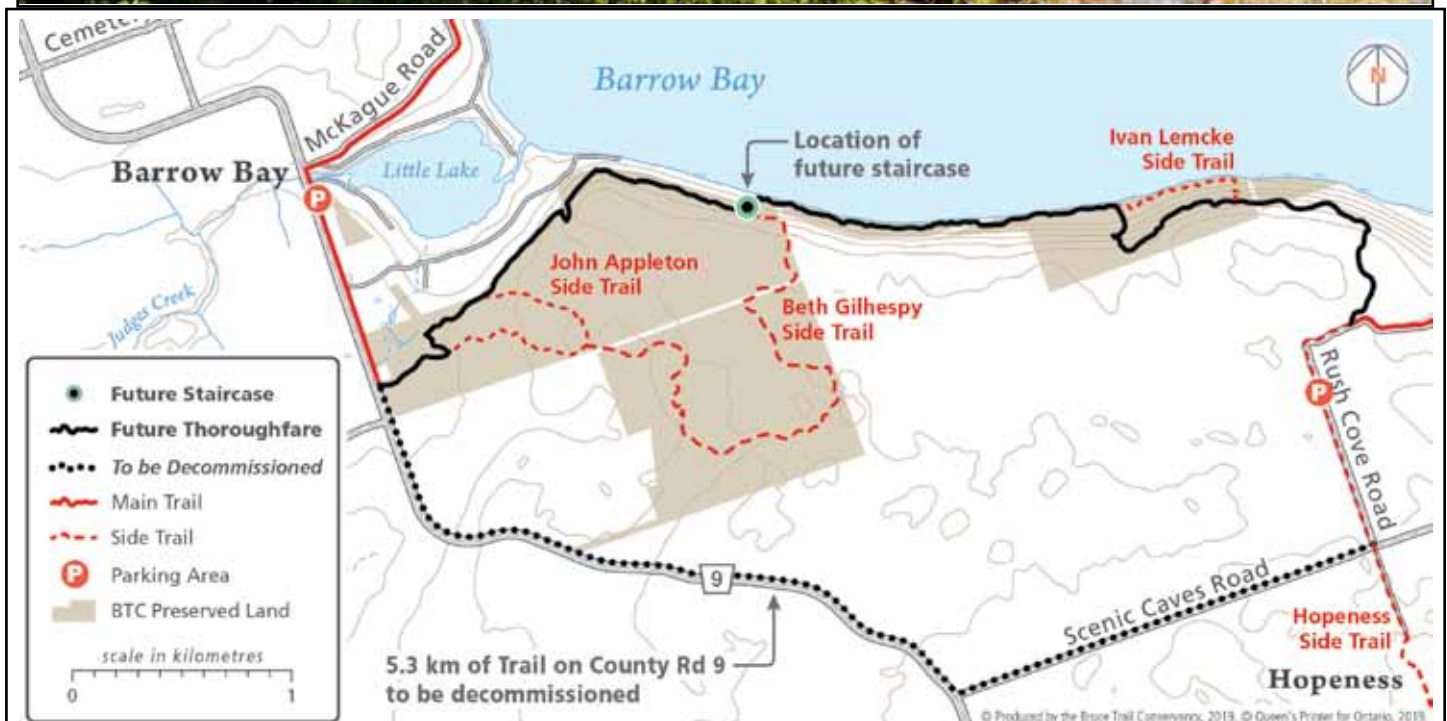 Cemetery
McKague Road
Barrow Bay
N
Location of
future staircase
Ivan Lemcke
Side Trail
Barrow Bay
Little Lake
P
John Appleton
Side Trail
Beth Gilhespy
Side Trail
Judges Creek
Rush Cove Road
P
Future Staircase
Future Thoroughfare
To be Decommissioned
Main Trail
Side Trail
P Parking Area
BTC Preserved Land
scale in kilometres
0 1
9
Scenic Caves Road
5.3 km of Trail on County Rd 9
to be decommissioned
Hopeness
Side Trail
Hopeness
© Produced by the Bruce Trail Conservancy, 2019. © Queen's Printer for Ontario, 2019.